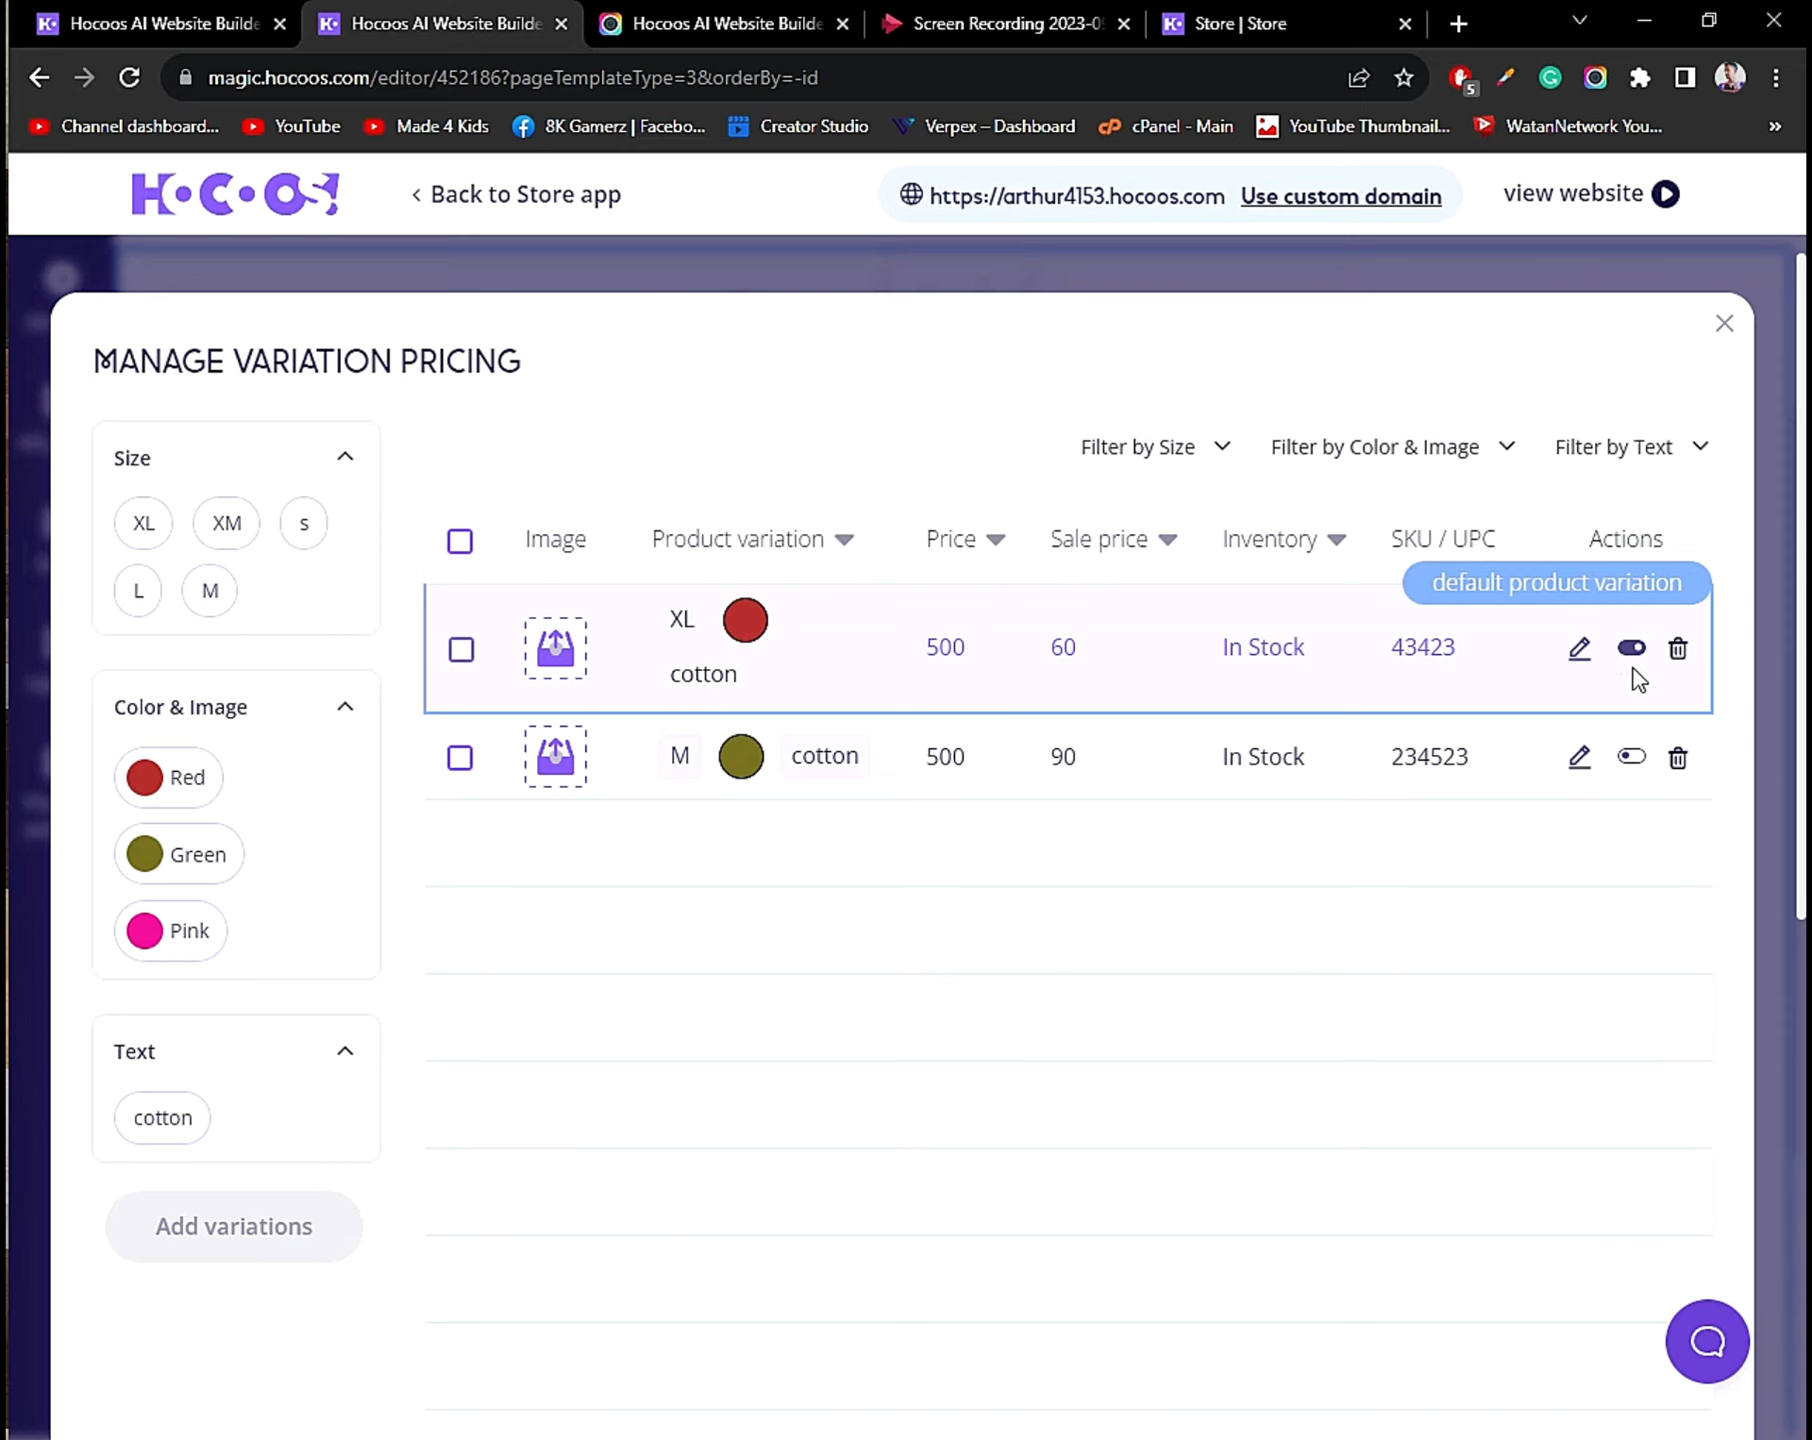 Hocoos AI Website Builde
Hocoos AI Website Builde
Hocoos AI Website Builde
Screen Recording 2023-0
Store | Store
magic.hocoos.com/editor/452186?pageTemplateType=3&orderBy=-id
5
Channel dashboard...
YouTube
Made 4 Kids
8K Gamerz | Facebo...
Creator Studio
Verpex – Dashboard
cPanel - Main
YouTube Thumbnail...
WatanNetwork You...
»
HOCOOS
Back to Store app
https://arthur4153.hocoos.com
Use custom domain
view website
MANAGE VARIATION PRICING
Filter by Size
Filter by Color & Image
Filter by Text
Size
XL
XM
s
L
M
Color & Image
Red
Green
Pink
Text
cotton
Add variations
Image
Product variation
Price
Sale price
Inventory
SKU / UPC
Actions
default product variation
XL
cotton
500
60
In Stock
43423
M
cotton
500
90
In Stock
234523